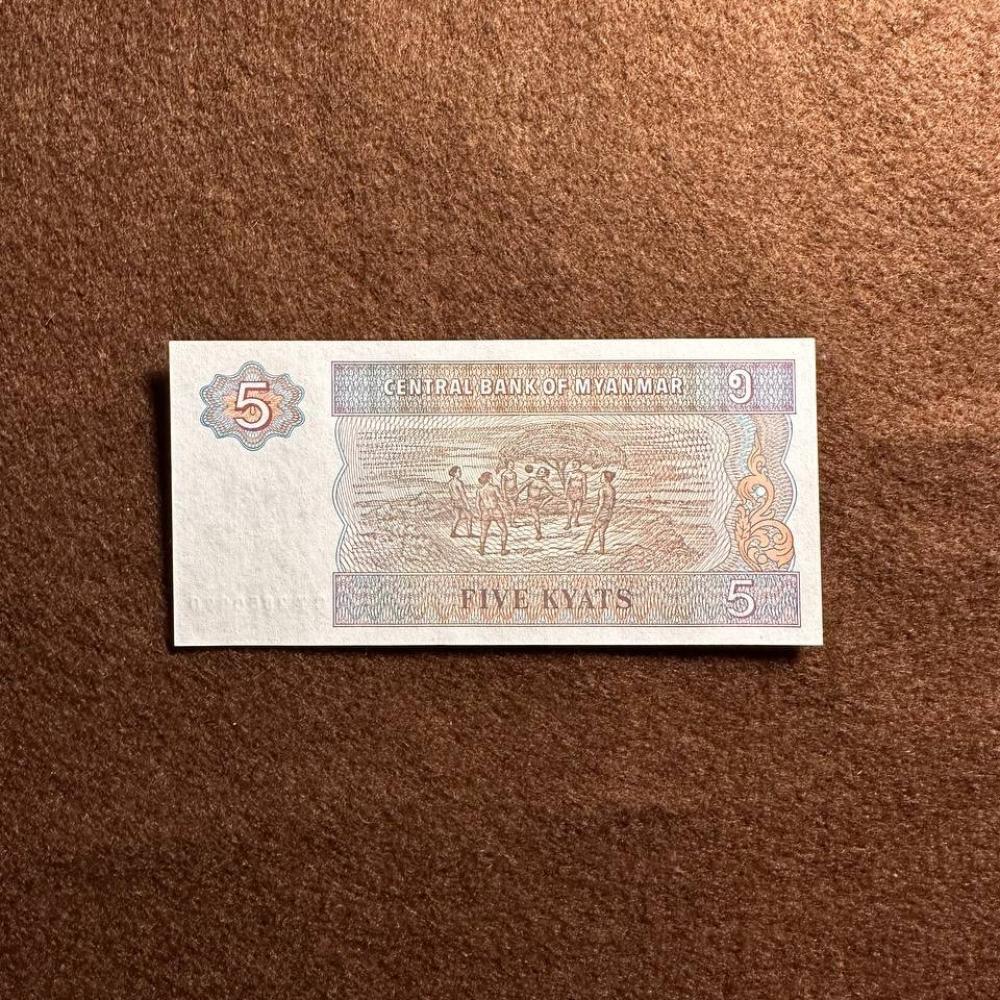 5
CENTRAL BANK OF MYANMAR ၅
FIVE KYATS 5